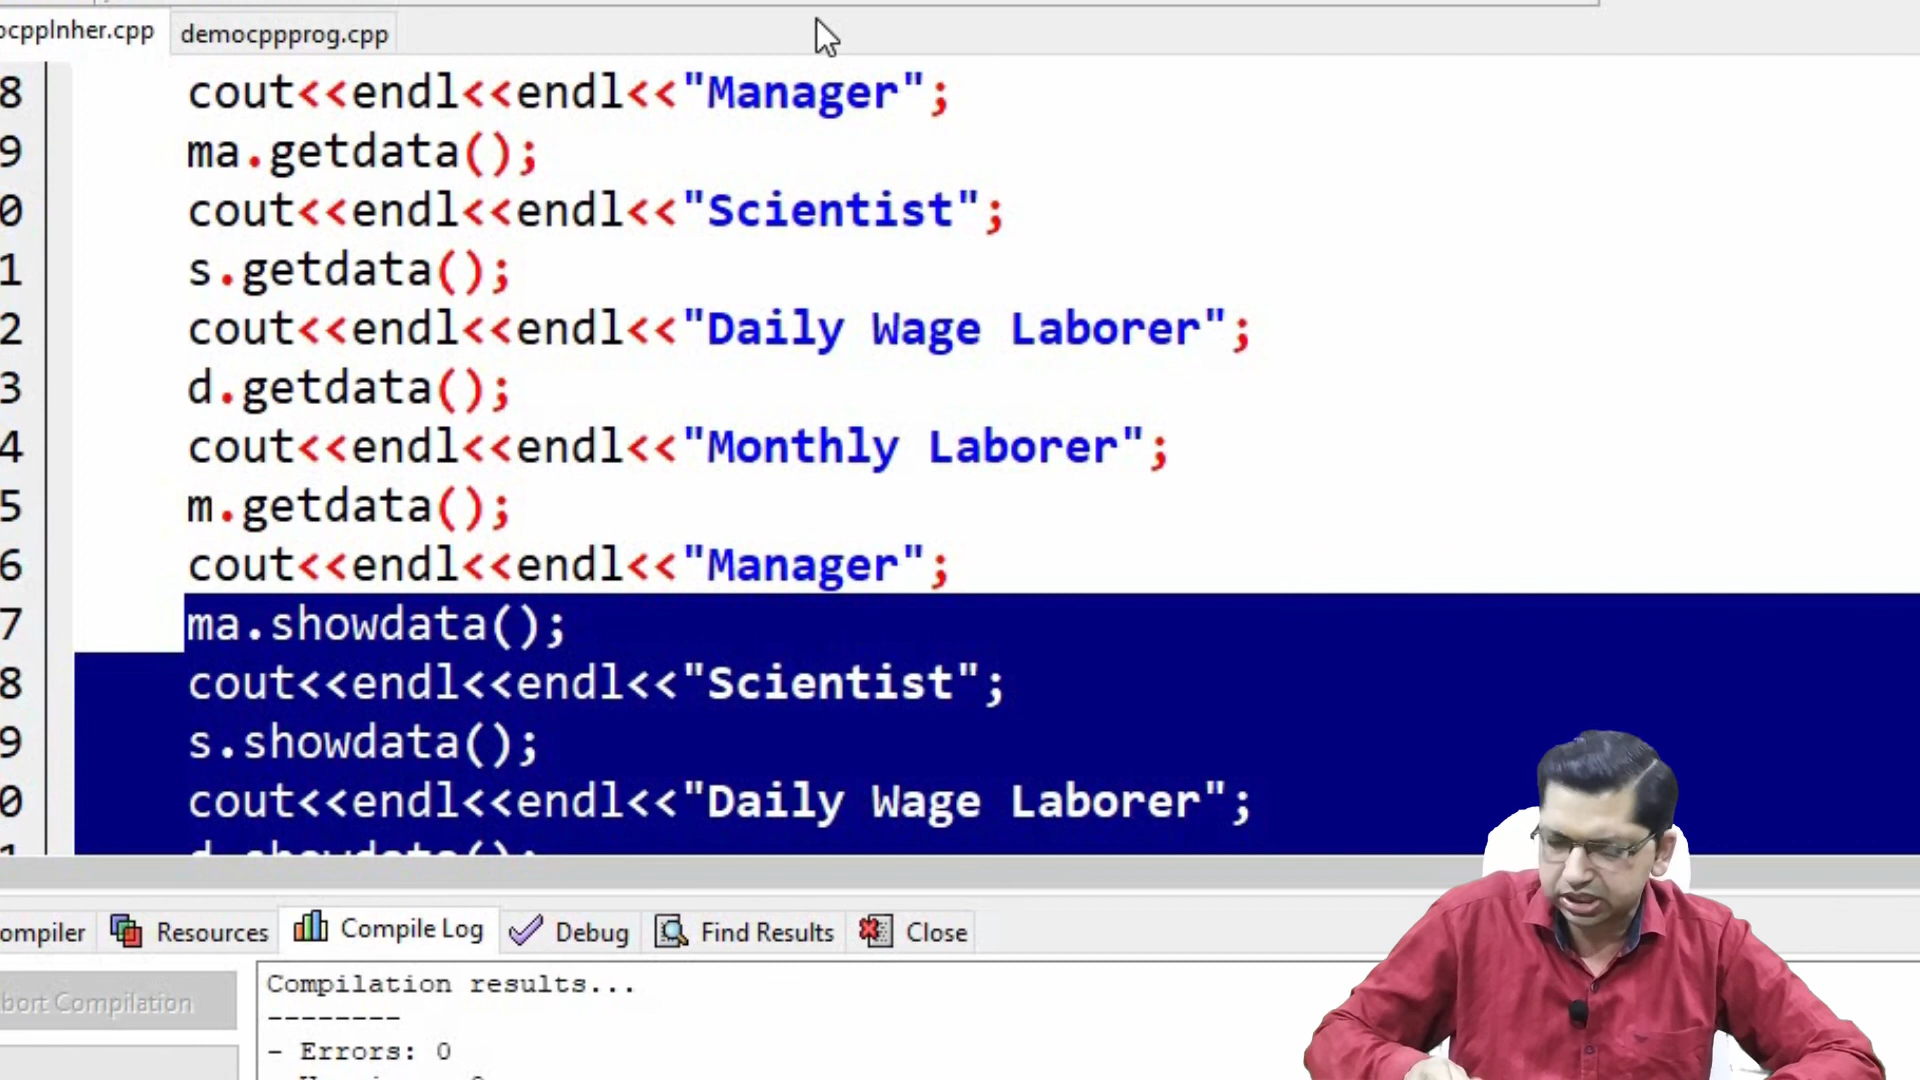 ocppInher.cpp democppprog.cpp
8 cout<<endl<<endl<<"Manager";
9 ma.getdata();
0 cout<<endl<<endl<<"Scientist";
1 s.getdata();
2 cout<<endl<<endl<<"Daily Wage Laborer";
3 d.getdata();
4 cout<<endl<<endl<<"Monthly Laborer";
5 m.getdata();
6 cout<<endl<<endl<<"Manager";
7 ma.showdata();
8 cout<<endl<<endl<<"Scientist";
9 s.showdata();
0 cout<<endl<<endl<<"Daily Wage Laborer";
1 d.showdata();
ompiler Resources Compile Log Debug Find Results Close
bort Compilation
Compilation results...
--------
- Errors: 0